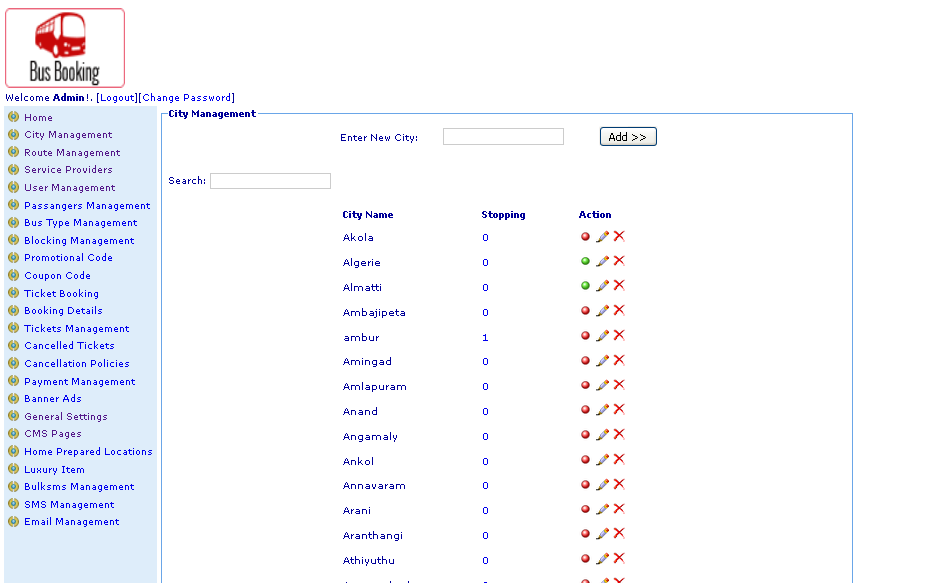 Bus Booking
Welcome Admin!. [Logout][Change Password]
Home
City Management
Route Management
Service Providers
User Management
Passangers Management
Bus Type Management
Blocking Management
Promotional Code
Coupon Code
Ticket Booking
Booking Details
Tickets Management
Cancelled Tickets
Cancellation Policies
Payment Management
Banner Ads
General Settings
CMS Pages
Home Prepared Locations
Luxury Item
Bulksms Management
SMS Management
Email Management
City Management
Enter New City: Add >>
Search:
City Name Stopping Action
Akola 0
Algerie 0
Almatti 0
Ambajipeta 0
ambur 1
Amingad 0
Amlapuram 0
Anand 0
Angamaly 0
Ankol 0
Annavaram 0
Arani 0
Aranthangi 0
Athiyuthu 0